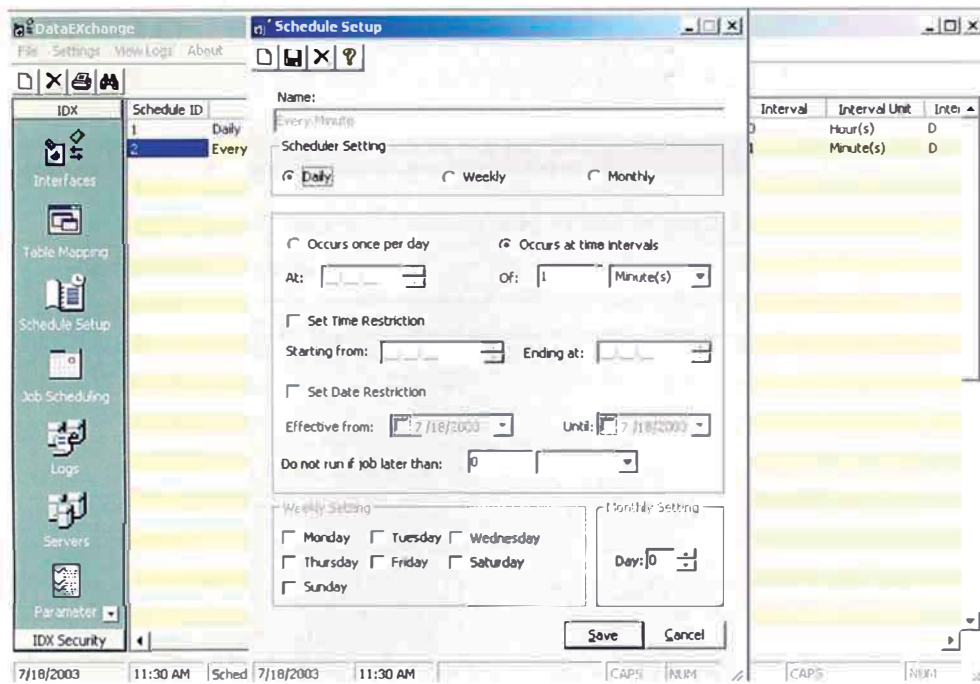 DataEXchange
File Settings View Logs About
IDX
Interfaces
Table Mapping
Schedule Setup
Job Scheduling
Logs
Servers
Parameter
IDX Security
Schedule ID
1 Daily
2 Every
Schedule Setup
Name:
Every Minute
Scheduler Setting
Daily Weekly Monthly
Occurs once per day Occurs at time intervals
At: Of: 1 Minute(s)
Set Time Restriction
Starting from: Ending at:
Set Date Restriction
Effective from: 7/18/2003 Until: 7/18/2003
Do not run if job later than: 0
Weekly Setting
Monday Tuesday Wednesday
Thursday Friday Saturday
Sunday
Monthly Setting
Day: 0
Save Cancel
Interval Interval Unit
Hour(s) D
Minute(s) D
7/18/2003 11:30 AM Sched
7/18/2003 11:30 AM CAPS NUM
CAPS NUM